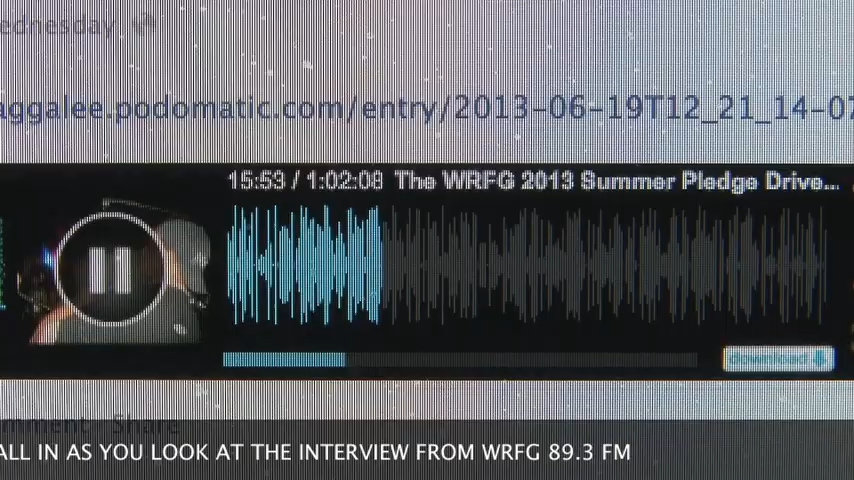 ednesday
aggalee.podomatic.com/entry/2013-06-19T12_21_14-07
15:53 / 1:02:08 The WRFG 2013 Summer Pledge Drive...
download
mment · Share
ALL IN AS YOU LOOK AT THE INTERVIEW FROM WRFG 89.3 FM